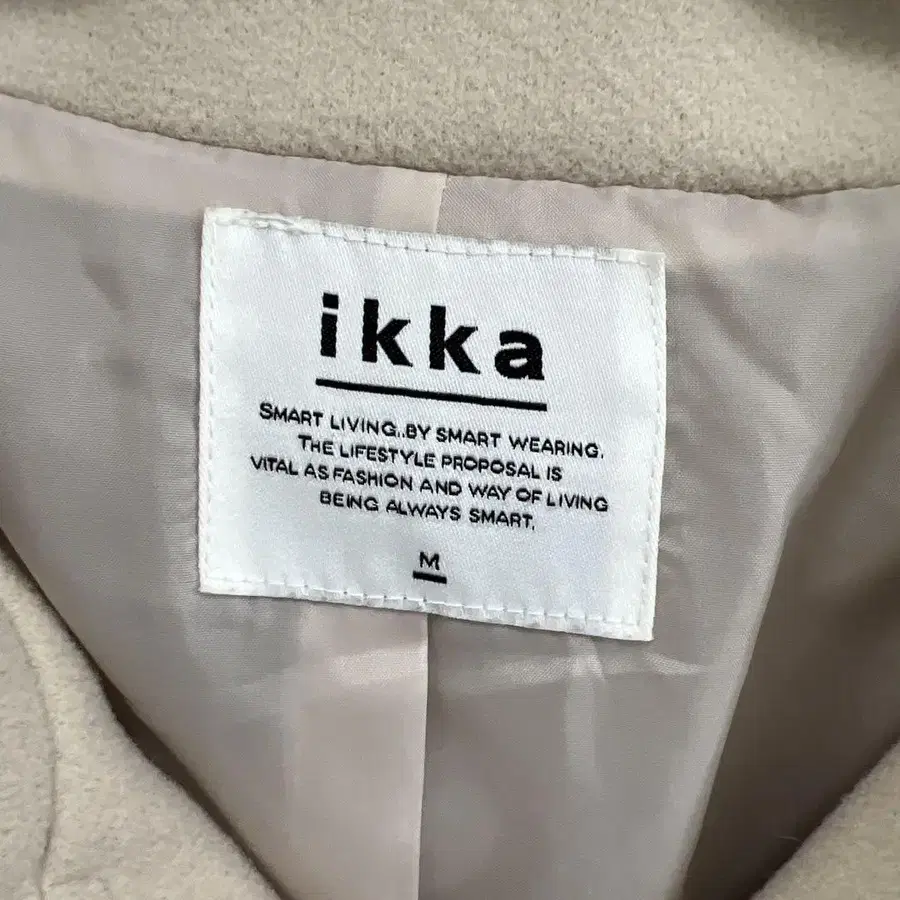 ikka
SMART LIVING..BY SMART WEARING.
THE LIFESTYLE PROPOSAL IS
VITAL AS FASHION AND WAY OF LIVING
BEING ALWAYS SMART.
M